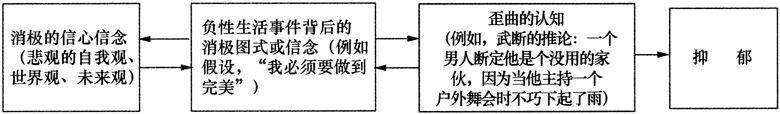 消极的信心信念
(悲观的自我观、
世界观、未来观)
负性生活事件背后的
消极图式或信念(例如
假设，“我必须要做到
完美”)
歪曲的认知
(例如，武断的推论：一个
男人断定他是个没用的家
伙，因为当他主持一个
户外舞会时不巧下起了雨)
抑 郁